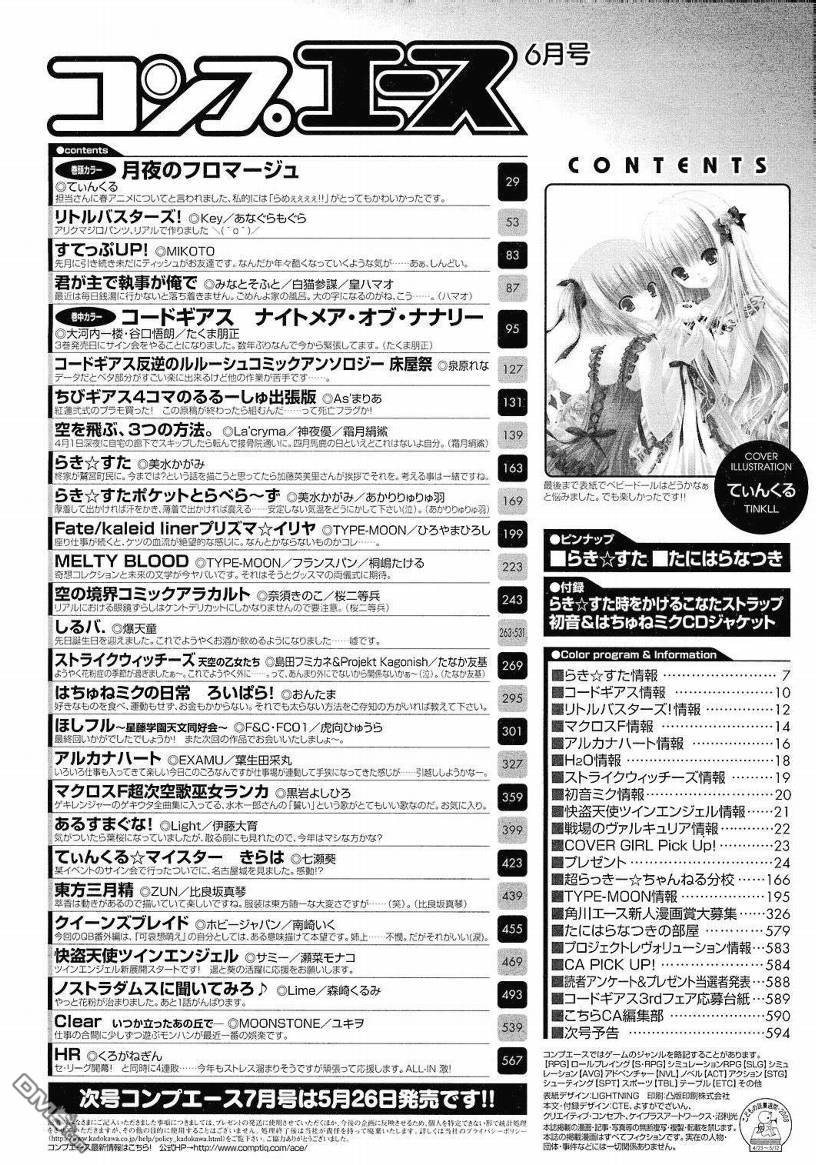 コンプエース 6月号
●contents
巻頭カラー 月夜のフロマージュ
◎てぃんくる
担当さんに春アニメについてと言われました、私的には「らめぇぇぇぇ!!」がとってもかわいかったです。
29
リトルバスターズ! ◎Key／あなぐらもぐら
アリクマジロパンツ、リアルで作りました ＼(´α｀)／
53
すてっぷUP! ◎MIKOTO
先月に引き続き未だにティッシュがお友達です。なんだか年々酷くなっていくような気が……あぁ、しんどい。
83
君が主で執事が俺で ◎みなとそふと／白猫参謀／皇ハマオ
最近は毎日銭湯に行かないと落ち着きません。ごめんよ家の風呂。大の字になるのがね、こう……。(ハマオ)
87
巻中カラー コードギアス ナイトメア・オブ・ナナリー
◎大河内一楼・谷口悟朗／たくま朋正
3巻発売日にサイン会をやることになりました。数年ぶりなんで今から緊張してます。(たくま朋正)
95
コードギアス反逆のルルーシュコミックアンソロジー 床屋祭 ◎泉原れな
データだとベタ部分がすごい楽に出来るけど他の作業が苦手です……。
127
ちびギアス4コマのるるーしゅ出張版 ◎As'まりあ
紅蓮弐式のプラモ買った! この原稿が終わったら組むんだ……って死亡フラグか!
131
空を飛ぶ、3つの方法。 ◎La'cryma／神夜優／霜月絹鯊
4月1日深夜に自宅の廊下でスキップしたら転んで接骨院通いに。四月馬鹿の日といえどこれはないよ自分。(霜月絹鯊)
139
らき☆すた ◎美水かがみ
柊家が鷲宮町民に。今までは?という話を描こうと思ってたら加藤英美里さんが挨拶でそれを。考える事は一緒ですね。
163
らき☆すたポケットとらべら〜ず ◎美水かがみ／あかりりゅりゅ羽
厚着して出かければ汗をかき、薄着で出かければ震える……安定しない気温をどうにかして下さい(泣)。(あかりりゅりゅ羽)
169
Fate/kaleid linerプリズマ☆イリヤ ◎TYPE-MOON／ひろやまひろし
座り仕事が続くと、ケツの血流が絶望的な感じに。なんとかならないものかコレ……。
199
MELTY BLOOD ◎TYPE-MOON／フランスパン／桐嶋たける
奇想コレクションと未来の文学が今ヤバいです。それはそうとグッスマの両儀式に期待。
223
空の境界コミックアラカルト ◎奈須きのこ／桜二等兵
リアルにおける眼鏡ずらしはケントデリカットにしかなりませんので要注意。(桜二等兵)
243
しるバ. ◎爆天童
先日誕生日を迎えました。これでようやくお酒が飲めるようになりました……嘘です。
263・531
ストライクウィッチーズ 天空の乙女たち ◎島田フミカネ&Projekt Kagonish／たなか友基
ようやく花粉症の季節が過ぎましたぁ〜。これでようやく外に……って、あんまり外にでないから関係ないかぁ〜(泣)。(たなか友基)
269
はちゅねミクの日常 ろいぱら! ◎おんたま
好きなものを食べ、運動もせず、お金もかからない。それでも太らない方法をご存知の方がいれば教えて下さい。
295
ほしフル〜星藤学園天文同好会〜 ◎F&C・FC01／虎向ひゅうら
最終回いかがでしたでしょうか! また次回の作品でお会いいたしましょ〜。
301
アルカナハート ◎EXAMU／葉生田采丸
いろいろ仕事も入ってきて楽しい今日このごろなんですが仕事場が連動して手狭になってきた感じが……引越ししようかなー。
327
マクロスF超次空歌巫女ランカ ◎黒岩よしひろ
ゲキレンジャーのゲキウタ全曲集に入ってる、水木一郎さんの「誓い」という歌がとてもいい歌なのだ。お気に入り。
359
あるすまぐな! ◎Light／伊藤大育
気がついたら葉桜になっていましたが、散る前にも見れたので、今年はマシな方かな?
399
てぃんくる☆マイスター きらは ◎七瀬葵
某イベントのサイン会で行ったついでに、名古屋城を見ました。感動!?
423
東方三月精 ◎ZUN／比良坂真琴
萃香は動きがあるので描いていて楽しいですね。服装は東方随一な大変さですが……(笑)。(比良坂真琴)
439
クイーンズブレイド ◎ホビージャパン／南崎いく
今回のQB番外編は、「可哀想萌え」の自分としては、ある意味描けて本望です。姉上……不憫。だがそれがいい(涙)。
455
快盗天使ツインエンジェル ◎サミー／瀬菜モナコ
ツインエンジェル新展開スタートです! 遥と葵の活躍に応援をお願いします。
469
ノストラダムスに聞いてみろ♪ ◎Lime／森崎くるみ
やっと花粉が治まりました。あと1話がんばります。
493
Clear いつか立ったあの丘で─ ◎MOONSTONE／ユキヲ
仕事の合間に少しずつ遊ぶモンハンが最近一番の娯楽です。
539
HR ◎くろがねぎん
セ・リーグ開幕! と同時に4連敗……今年もストレス溜まりそうですが頑張って応援します。ALL-IN 激!
567
次号コンプエース7月号は5月26日発売です!!
コンプエース最新情報はこちら! 公式HP→http://www.comptiq.com/ace/
CONTENTS
最後まで表紙でベビードールはどうかなぁ
と悩みました。でも楽しかったです!!
COVER
ILLUSTRATION
てぃんくる
TINKLL
●ピンナップ
■らき☆すた ■たにはらなつき
●付録
らき☆すた時をかけるこなたストラップ
初音&はちゅねミクCDジャケット
●Color program & Information
■らき☆すた情報 7
■コードギアス情報 10
■リトルバスターズ!情報 12
■マクロスF情報 14
■アルカナハート情報 16
■H2O情報 18
■ストライクウィッチーズ情報 19
■初音ミク情報 20
■快盗天使ツインエンジェル情報 21
■戦場のヴァルキュリア情報 22
■COVER GIRL Pick Up! 23
■プレゼント 24
■超らっきー☆ちゃんねる分校 166
■TYPE-MOON情報 195
■角川エース新人漫画賞大募集 326
■たにはらなつきの部屋 579
■プロジェクトレヴォリューション情報 583
■CA PICK UP! 584
■読者アンケート&プレゼント当選者発表 588
■コードギアス3rdフェア応募台紙 589
■こちらCA編集部 590
■次号予告 594
コンプエースではゲームのジャンルを略記することがあります。
[RPG] ロールプレイング [S・RPG] シミュレーションRPG [SLG] シミュ
レーション [AVG] アドベンチャー [NVL] ノベル [ACT] アクション [STG]
シューティング [SPT] スポーツ [TBL] テーブル [ETC] その他
表紙デザイン:LIGHTNING 印刷:凸版印刷株式会社
本文・付録デザイン:CTE、よすがでざいん、
クリエイティブ・コンセプト、ケイプラスアートワークス、沼利光
本誌掲載の漫画・記事・写真等の無断複写・複製・転載を禁じます。
本誌の掲載漫画はすべてフィクションです。実在の人物・
団体・事件などには一切関係ありません。